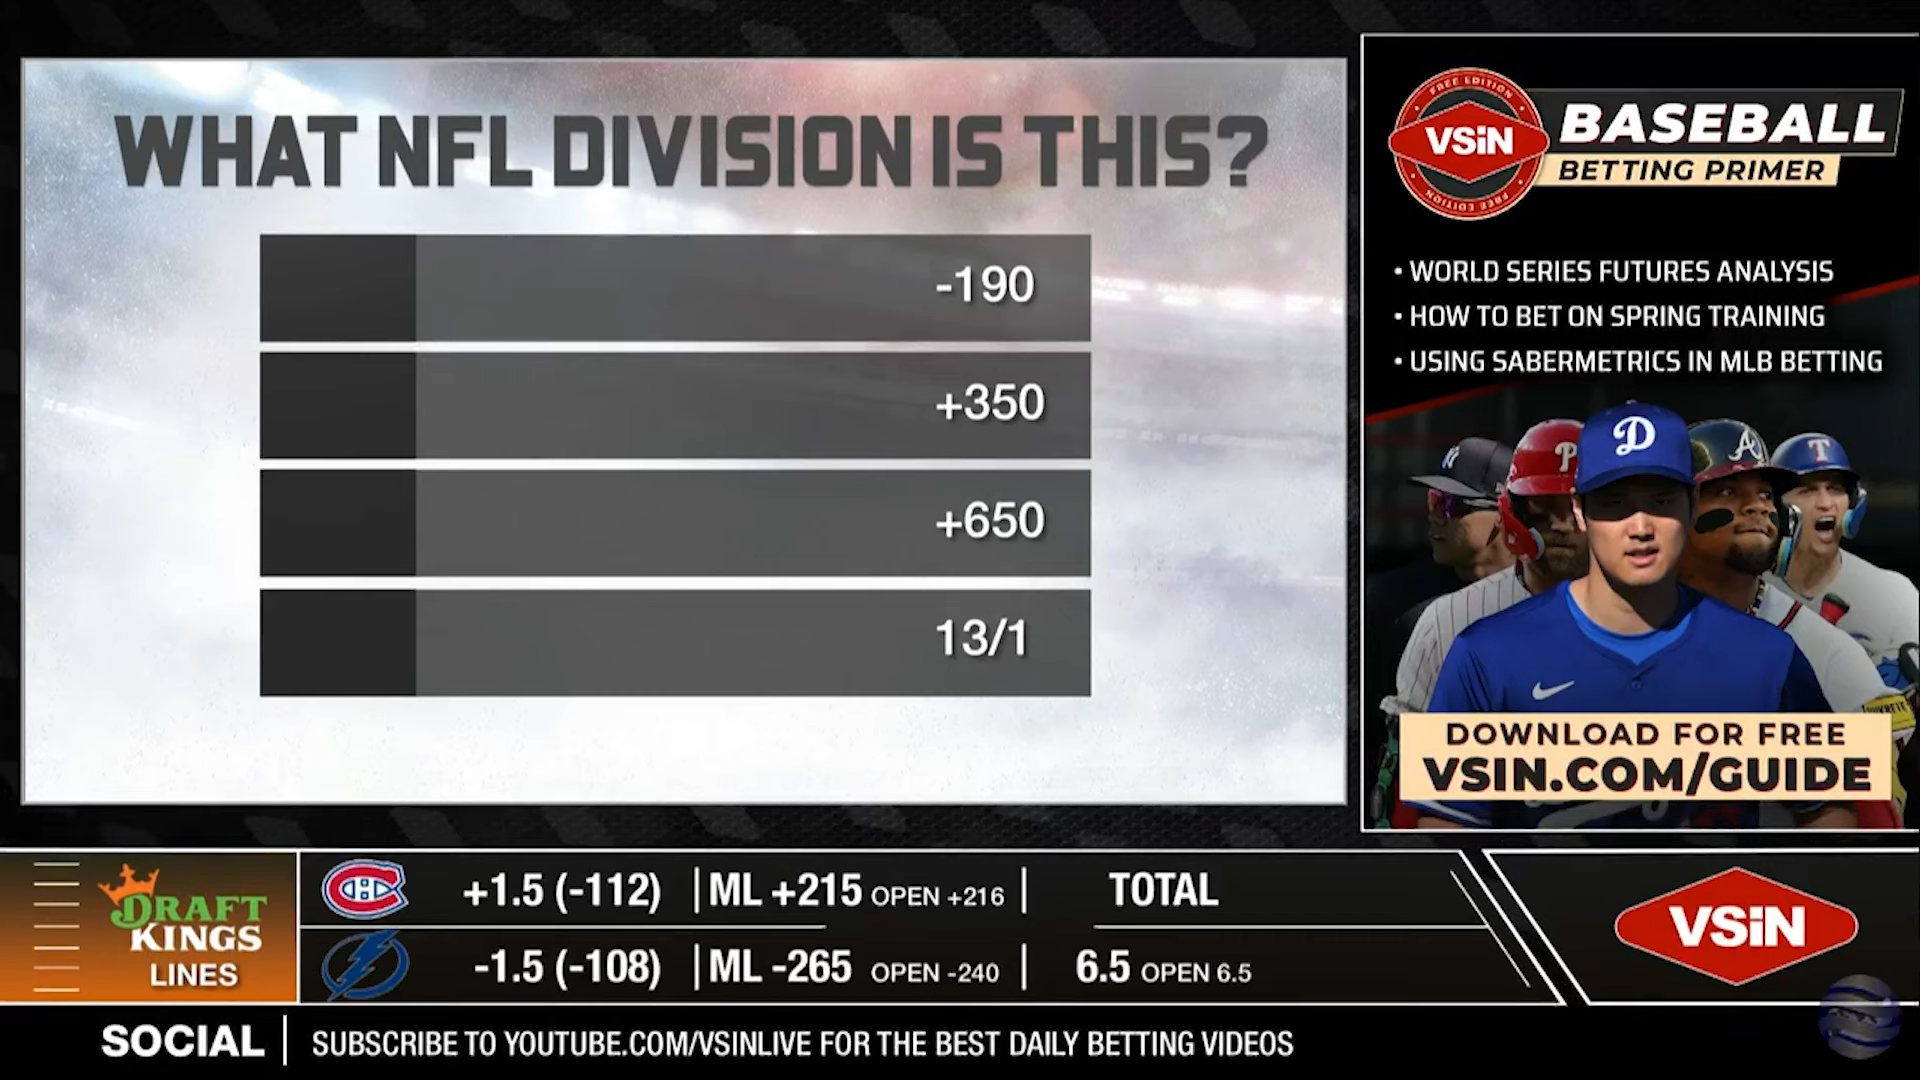 WHAT NFL DIVISION IS THIS?
-190
+350
+650
13/1
FREE EDITION
VSiN
FREE EDITION
BASEBALL
BETTING PRIMER
• WORLD SERIES FUTURES ANALYSIS
• HOW TO BET ON SPRING TRAINING
• USING SABERMETRICS IN MLB BETTING
DOWNLOAD FOR FREE
VSIN.COM/GUIDE
DRAFT
KINGS
LINES
+1.5 (-112) | ML +215 OPEN +216 | TOTAL
-1.5 (-108) | ML -265 OPEN -240 | 6.5 OPEN 6.5
VSiN
SOCIAL | SUBSCRIBE TO YOUTUBE.COM/VSINLIVE FOR THE BEST DAILY BETTING VIDEOS